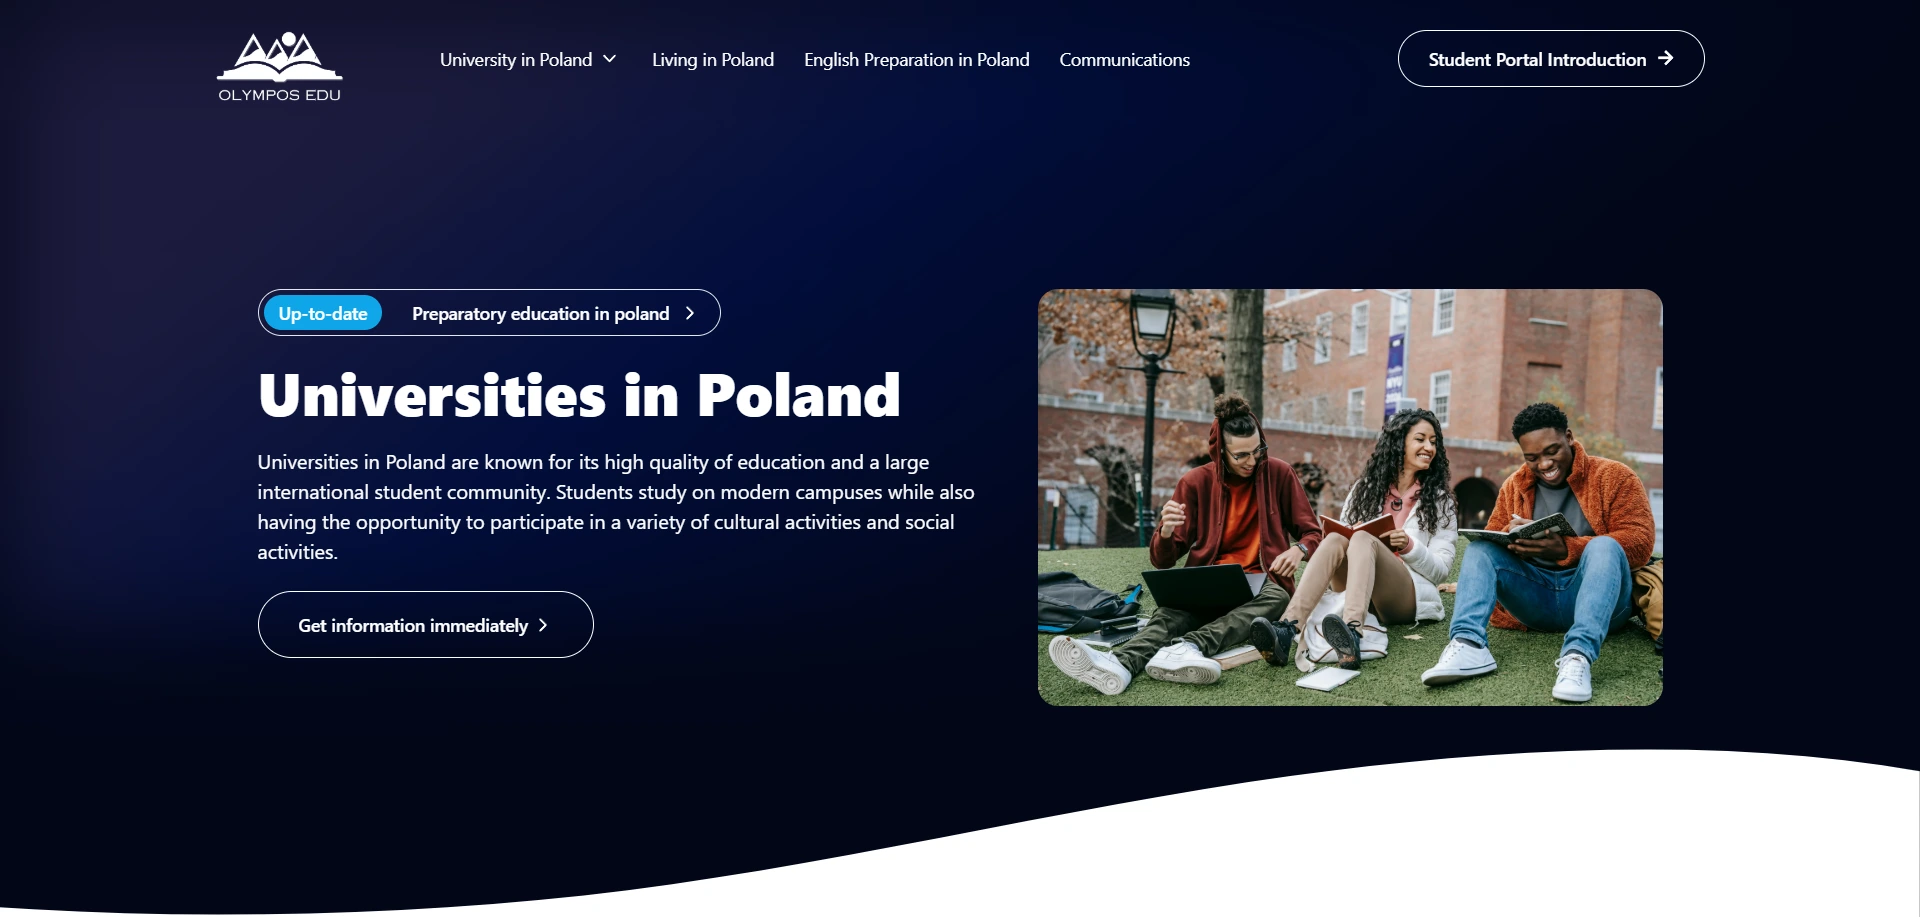 OLYMPOS EDU
University in Poland
Living in Poland
English Preparation in Poland
Communications
Student Portal Introduction
Up-to-date
Preparatory education in poland
Universities in Poland
Universities in Poland are known for its high quality of education and a large
international student community. Students study on modern campuses while also
having the opportunity to participate in a variety of cultural activities and social
activities.
Get information immediately
NYU